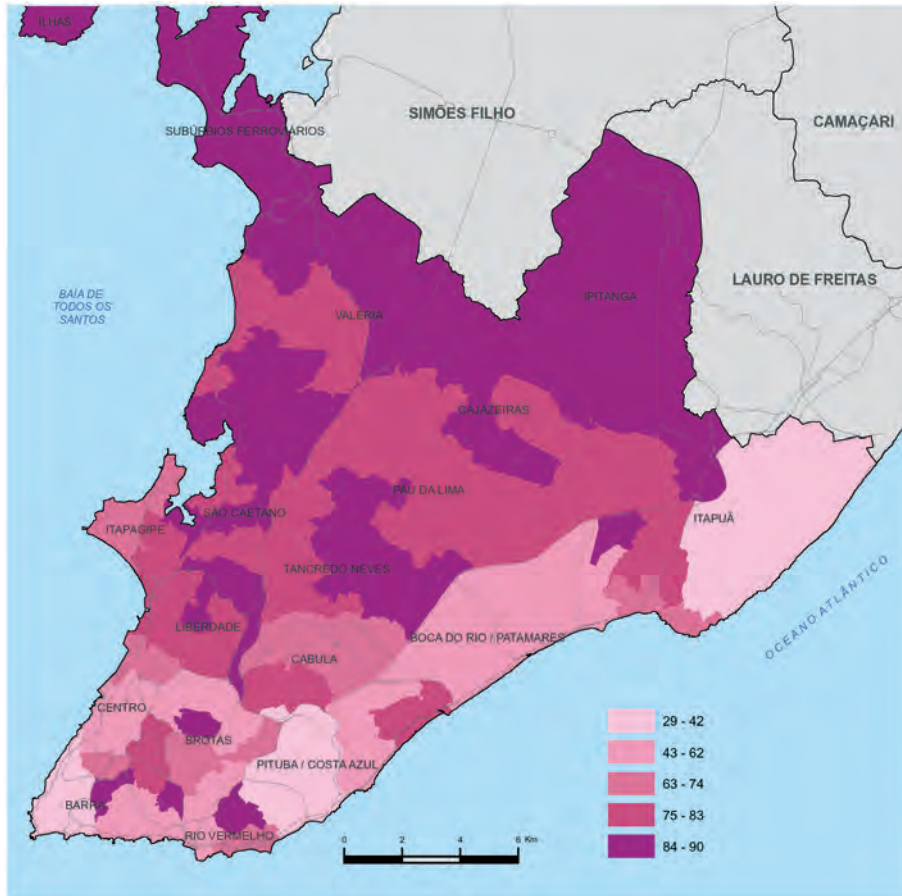 ILHAS
SIMÕES FILHO
CAMAÇARI
SUBÚRBIOS FERROVIÁRIOS
LAURO DE FREITAS
IPITANGA
BAIA DE
TODOS OS
SANTOS
VALÉRIA
CAJAZEIRAS
PAU DA LIMA
SÃO CAETANO
ITAPUÃ
ITAPAGIPE
TANCREDO NEVES
OCEANO ATLÂNTICO
LIBERDADE
BOCA DO RIO / PATAMARES
CABULA
CENTRO
BROTAS
PITUBA / COSTA AZUL
BARRA
RIO VERMELHO
29 - 42
43 - 62
63 - 74
75 - 83
84 - 90
0 2 4 6 Km